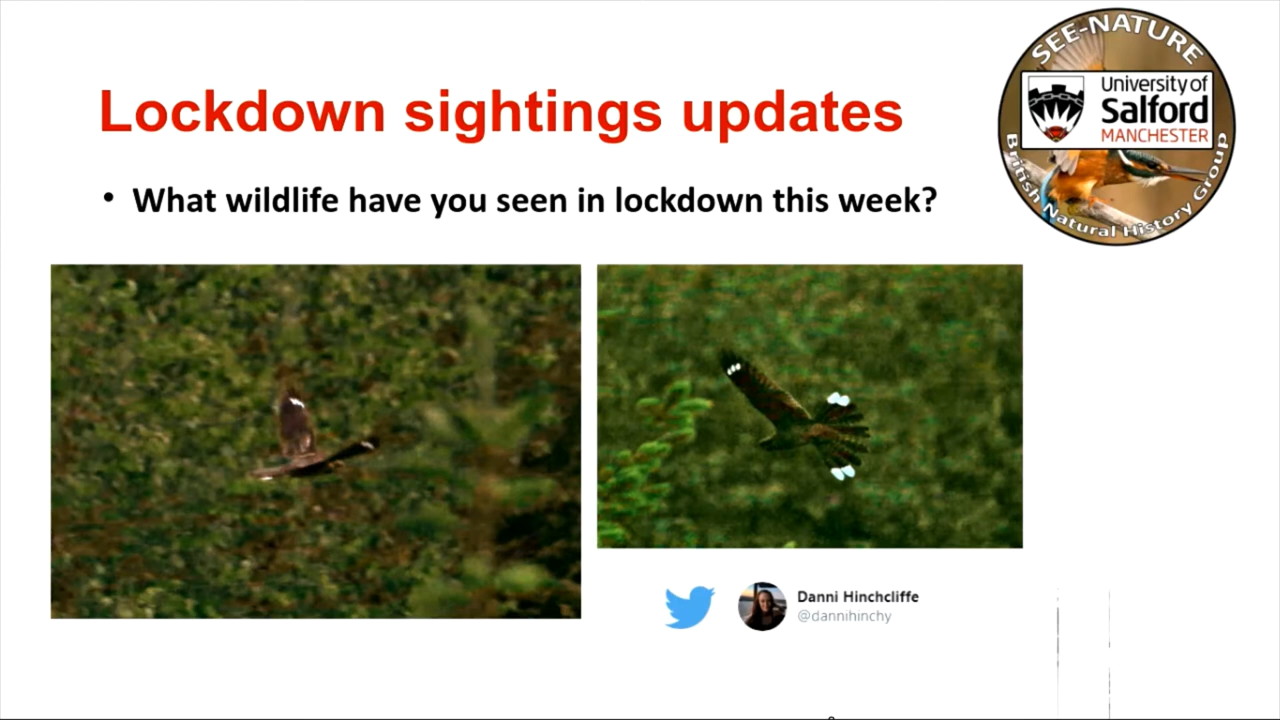 SEE-NATURE
University of
Salford
MANCHESTER
British Natural History Group
Lockdown sightings updates
• What wildlife have you seen in lockdown this week?
Danni Hinchcliffe
@dannihinchy